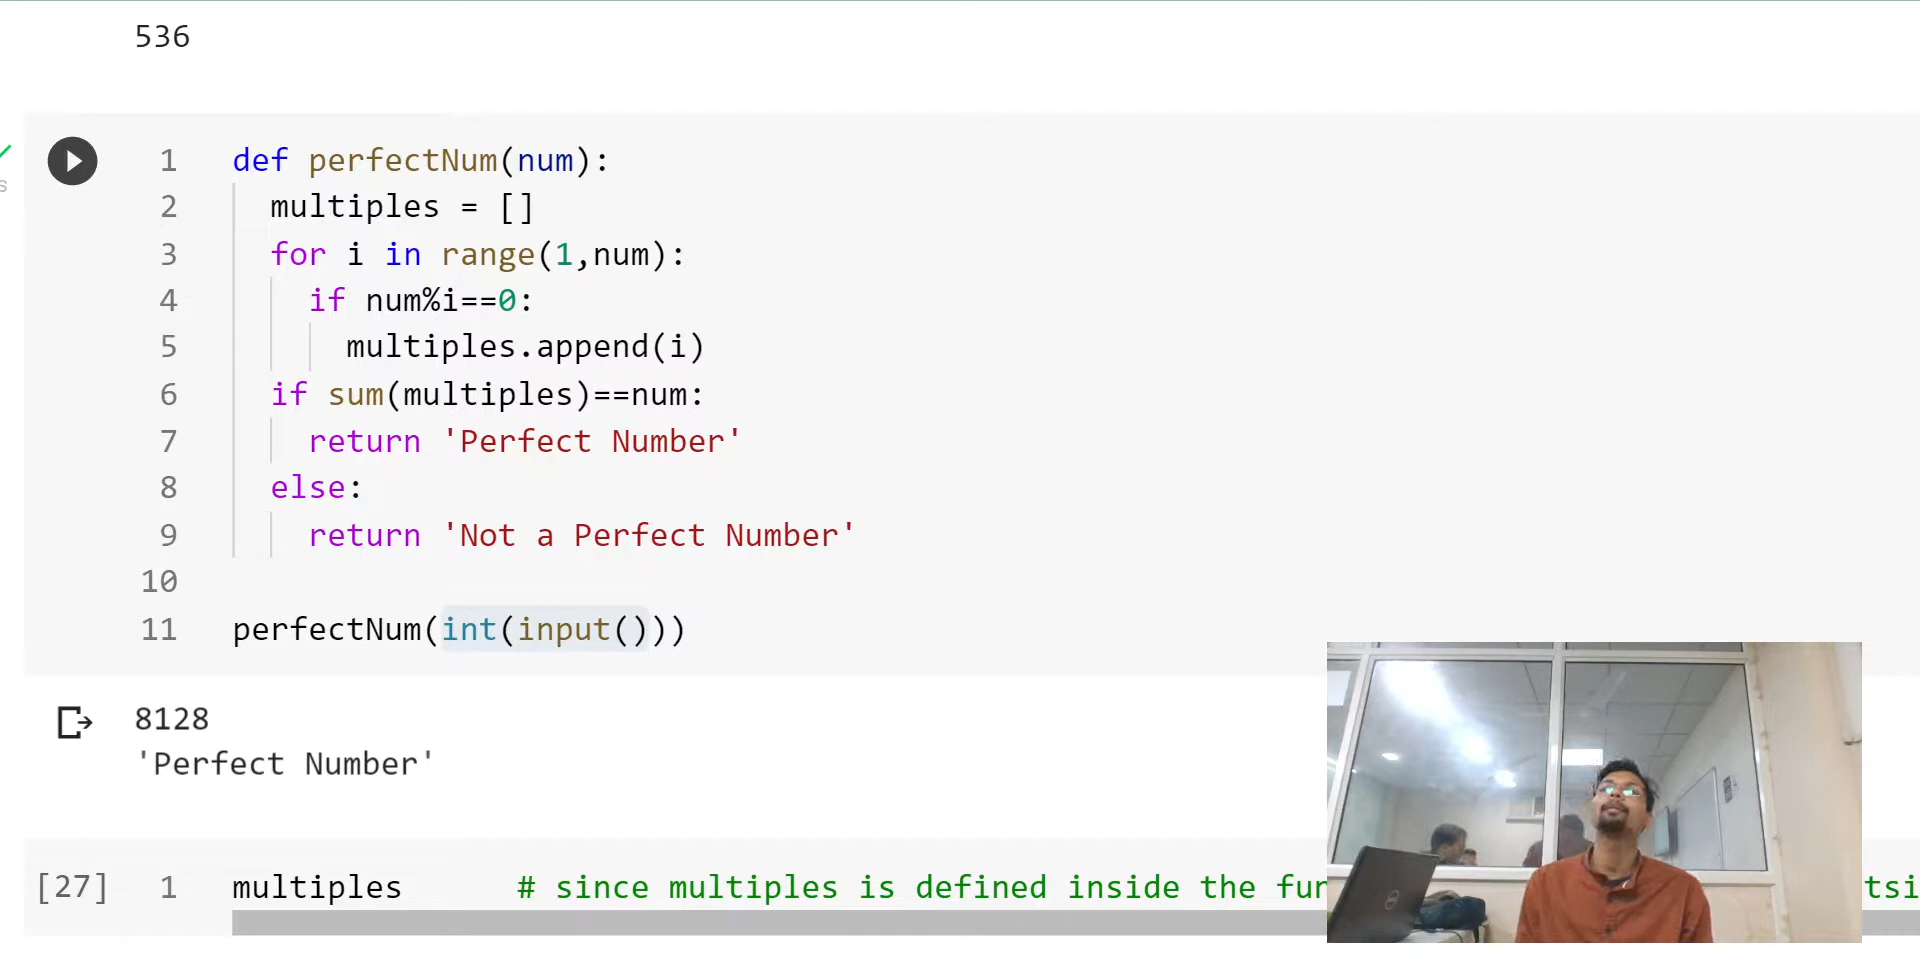 536
1 def perfectNum(num):
2 multiples = []
3 for i in range(1,num):
4 if num%i==0:
5 multiples.append(i)
6 if sum(multiples)==num:
7 return 'Perfect Number'
8 else:
9 return 'Not a Perfect Number'
10
11 perfectNum(int(input()))
8128
'Perfect Number'
[27] 1 multiples # since multiples is defined inside the